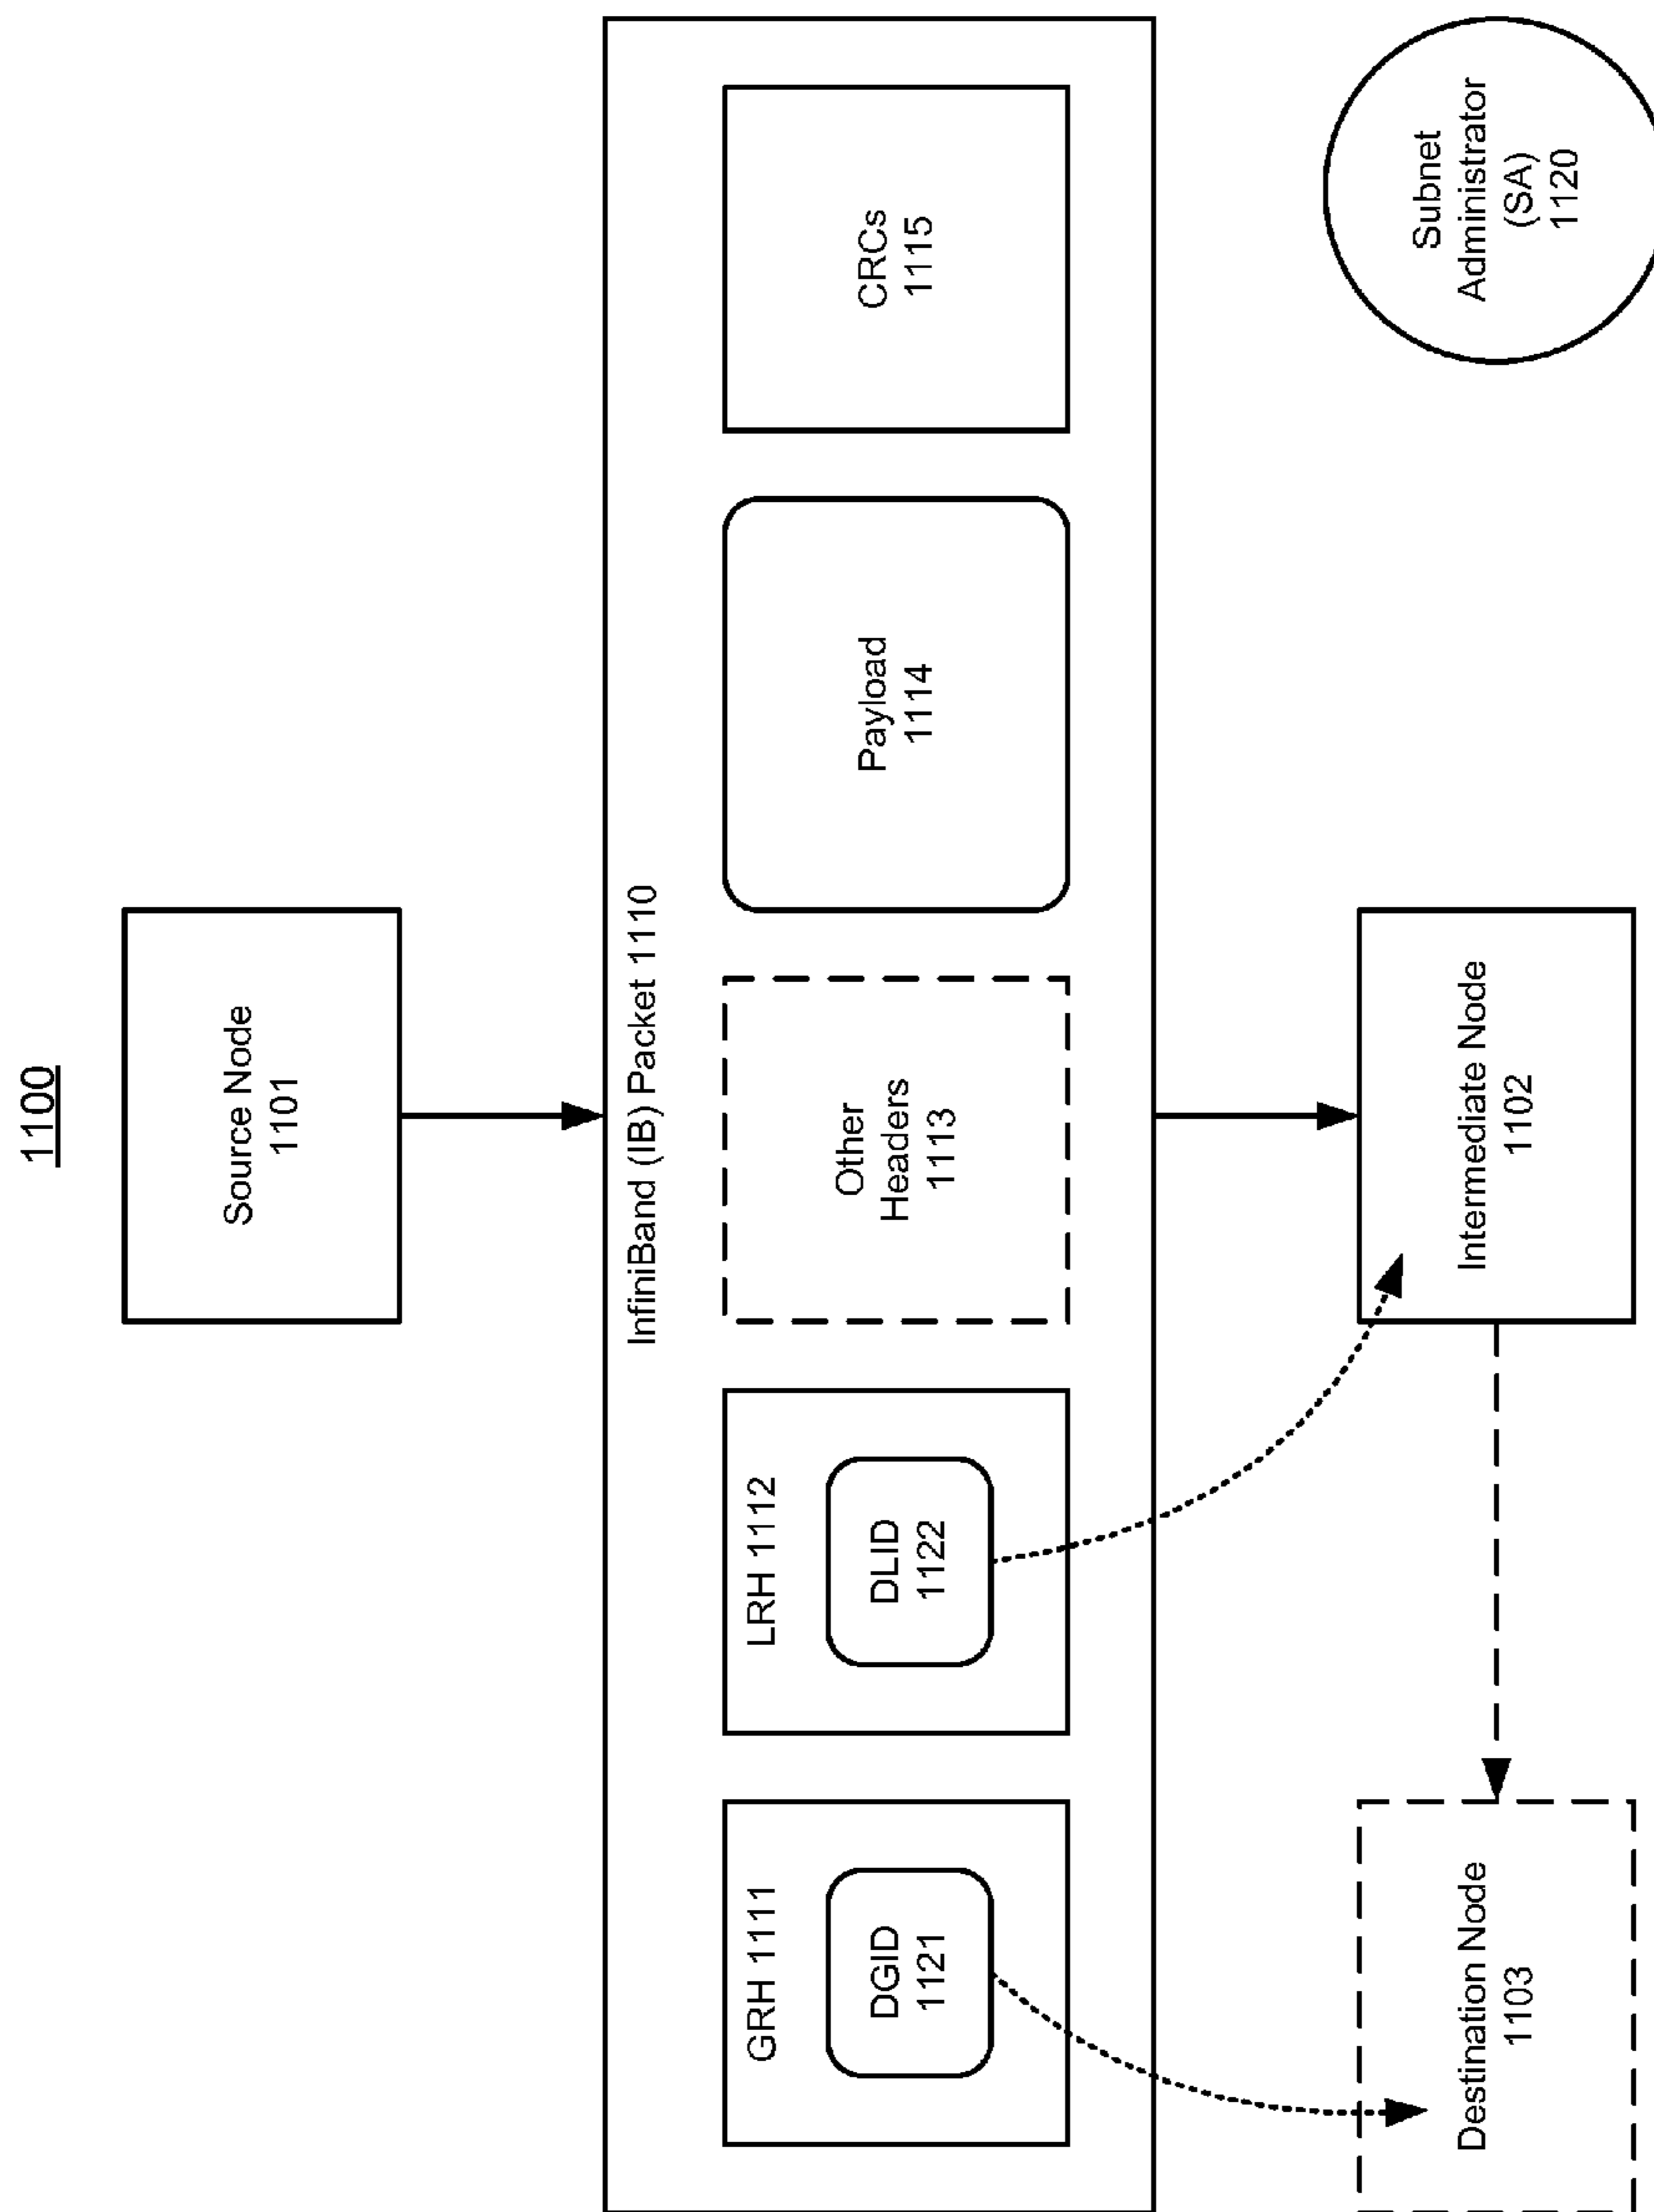 1100
Source Node
1101
InfiniBand (IB) Packet 1110
GRH 1111
DGID
1121
LRH 1112
DLID
1122
Other
Headers
1113
Payload
1114
CRCs
1115
Destination Node
1103
Intermediate Node
1102
Subnet
Administrator
(SA)
1120